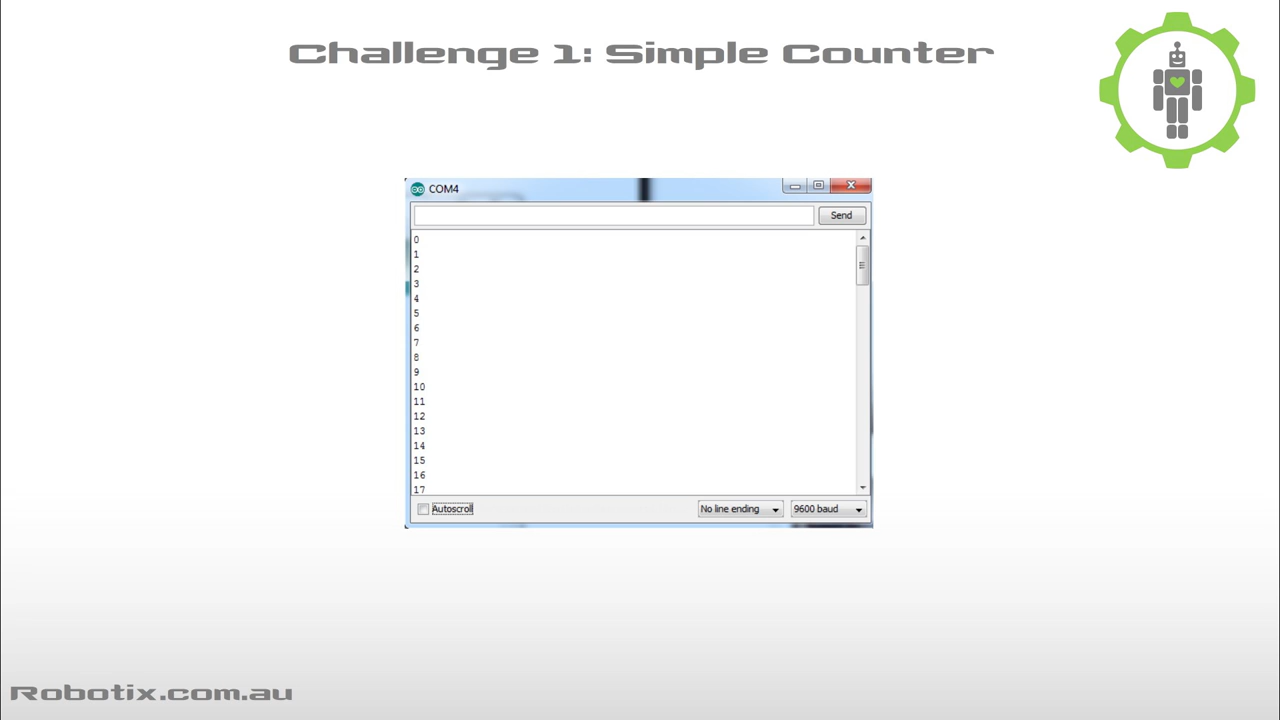 Challenge 1: Simple Counter
COM4
Send
0
1
2
3
4
5
6
7
8
9
10
11
12
13
14
15
16
17
Autoscroll
No line ending
9600 baud
Robotix.com.au